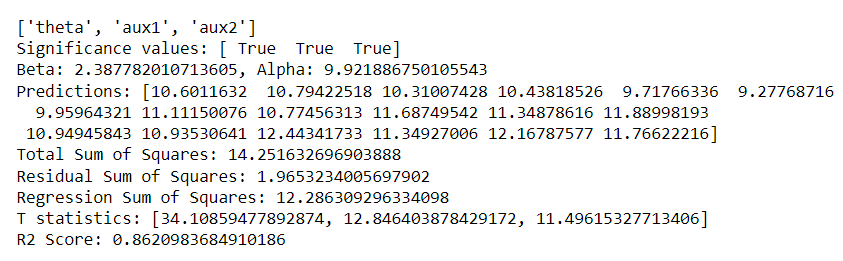 ['theta', 'aux1', 'aux2']
Significance values: [ True  True  True]
Beta: 2.387782010713605, Alpha: 9.921886750105543
Predictions: [10.6011632  10.79422518 10.31007428 10.43818526  9.71766339  9.27768716
  9.95964321 11.11150076 10.77456313 11.68749542 11.34878616 11.88998193
 10.94945843 10.93530641 12.44341733 11.34927006 12.16787577 11.76622216]
Total Sum of Squares: 14.251632696903888
Residual Sum of Squares: 1.9653234005697902
Regression Sum of Squares: 12.286309296334098
T statistics: [34.10859477892874, 12.846403878429172, 11.49615327713406]
R2 Score: 0.8620983684910186